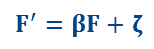 F′ = βF + ζ